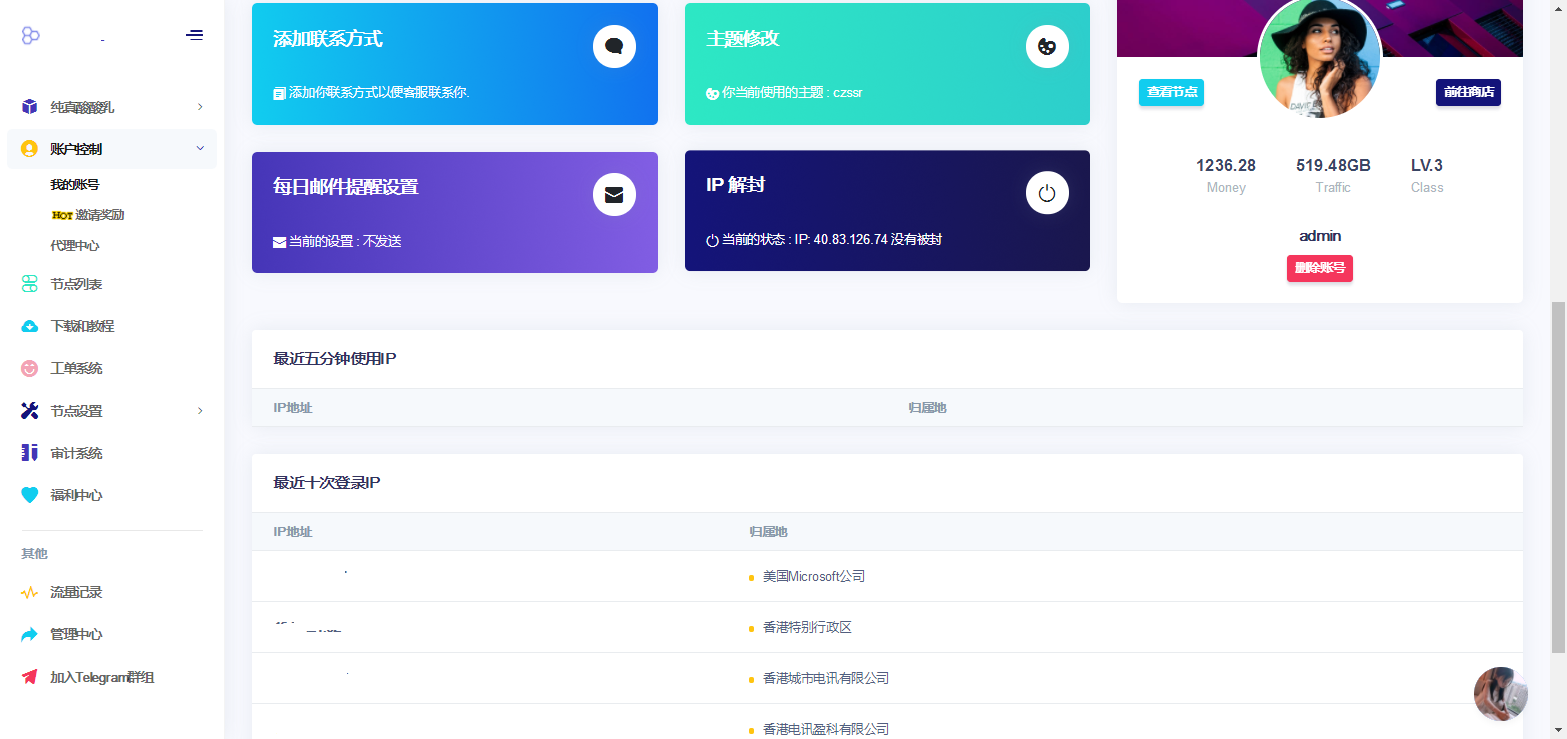 纯真酸酸乳
账户控制
我的账号
HOT 邀请奖励
代理中心
节点列表
下载和教程
工单系统
节点设置
审计系统
福利中心
其他
流量记录
管理中心
加入Telegram群组
添加联系方式
添加你联系方式以便客服联系你.
主题修改
你当前使用的主题 : czssr
每日邮件提醒设置
当前的设置 : 不发送
IP 解封
当前的状态 : IP: 40.83.126.74 没有被封
查看节点
前往商店
1236.28
Money
519.48GB
Traffic
LV.3
Class
admin
删除账号
最近五分钟使用IP
IP地址
归属地
最近十次登录IP
IP地址
归属地
美国Microsoft公司
香港特别行政区
香港城市电讯有限公司
香港电讯盈科有限公司